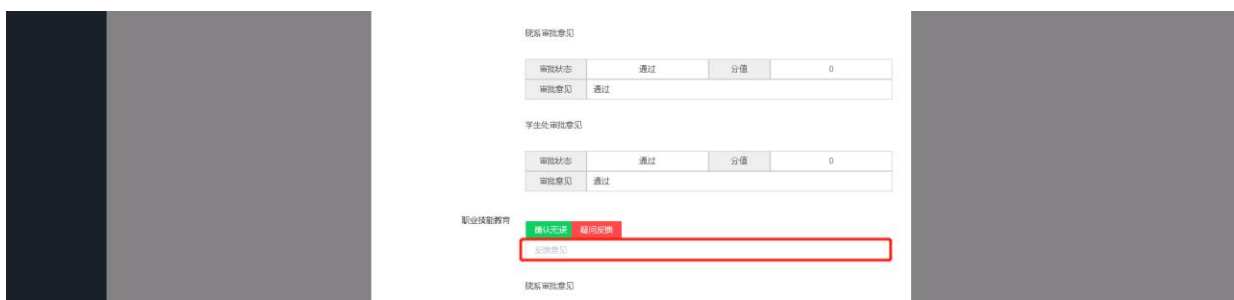 院系审批意见
审批状态 通过 分值 0
审批意见 通过
学生处审批意见
审批状态 通过 分值 0
审批意见 通过
职业技能教育
确认无误 疑问反馈
反馈意见
院系审批意见